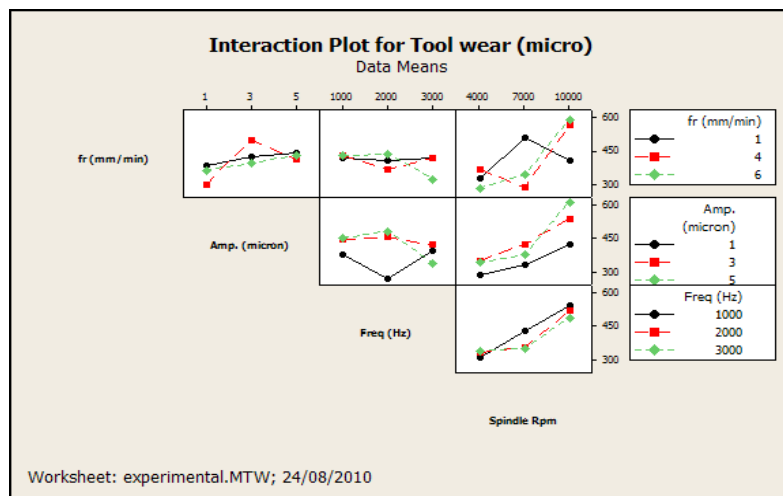 Interaction Plot for Tool wear (micro)
Data Means
1 3 5 1000 2000 3000 4000 7000 10000
fr (mm/min)
600
450
300
fr (mm/min)
1
4
6
Amp. (micron)
600
450
300
Amp.
(micron)
1
3
5
Freq (Hz)
600
450
300
Freq (Hz)
1000
2000
3000
Spindle Rpm
Worksheet: experimental.MTW; 24/08/2010